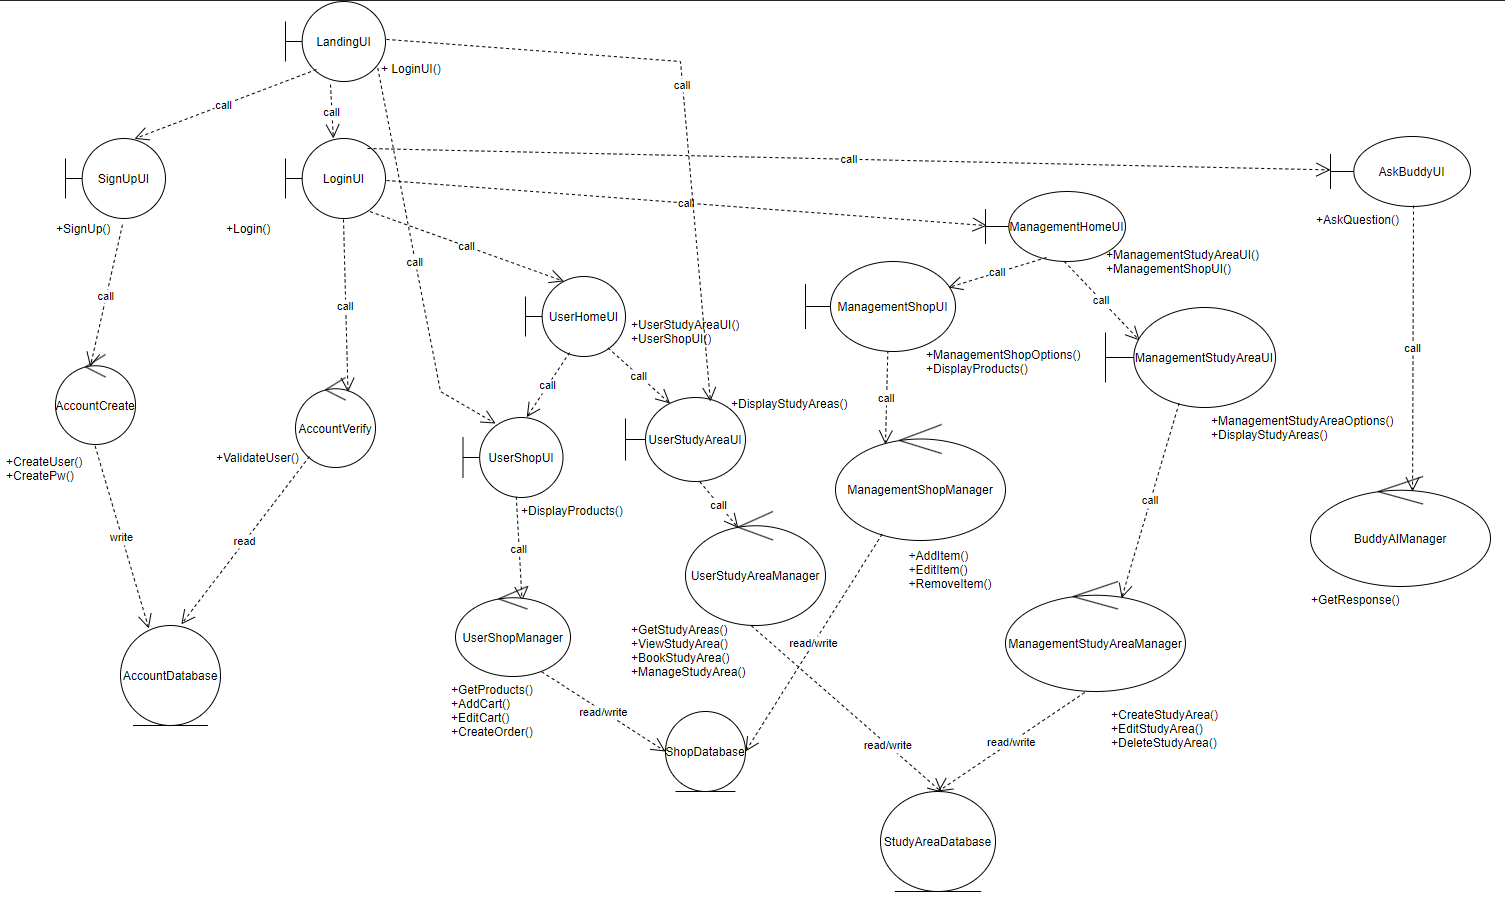 LandingUI
+ LoginUI()
call
call
call
SignUpUI
LoginUI
call
AskBuddyUI
+SignUp()
+Login()
call
+AskQuestion()
ManagementHomeUI
call
call
+ManagementStudyAreaUI()
+ManagementShopUI()
call
call
call
call
call
ManagementShopUI
UserHomeUI
+UserStudyAreaUI()
+UserShopUI()
call
+ManagementShopOptions()
+DisplayProducts()
ManagementStudyAreaUI
call
call
call
AccountCreate
call
+DisplayStudyAreas()
AccountVerify
+ManagementStudyAreaOptions()
+DisplayStudyAreas()
UserStudyAreaUI
+CreateUser()
+CreatePw()
+ValidateUser()
UserShopUI
ManagementShopManager
call
call
+DisplayProducts()
write
read
call
BuddyAIManager
+AddItem()
+EditItem()
+RemoveItem()
UserStudyAreaManager
+GetResponse()
UserShopManager
+GetStudyAreas()
+ViewStudyArea()
+BookStudyArea()
+ManageStudyArea()
read/write
ManagementStudyAreaManager
AccountDatabase
+GetProducts()
+AddCart()
+EditCart()
+CreateOrder()
read/write
+CreateStudyArea()
+EditStudyArea()
+DeleteStudyArea()
ShopDatabase
read/write
read/write
StudyAreaDatabase